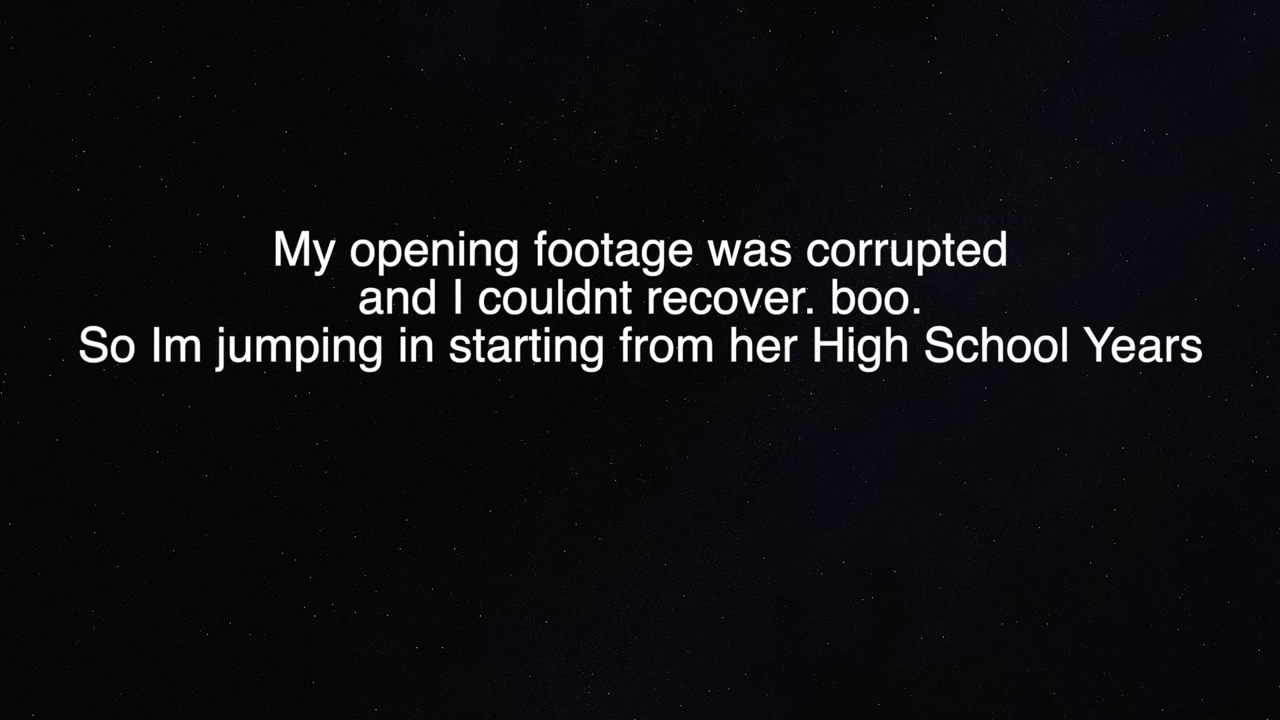 My opening footage was corrupted
and I couldnt recover. boo.
So Im jumping in starting from her High School Years